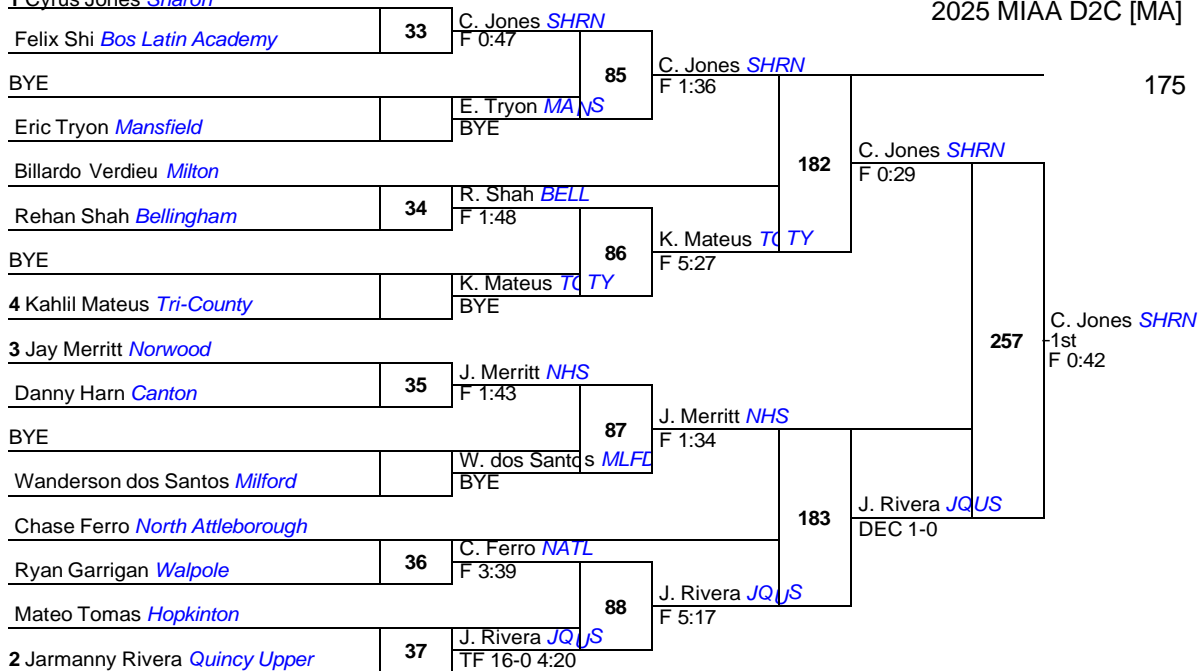 2025 MIAA D2C [MA]
175
1 Cyrus Jones Sharon
Felix Shi Bos Latin Academy
BYE
Eric Tryon Mansfield
Billardo Verdieu Milton
Rehan Shah Bellingham
BYE
4 Kahlil Mateus Tri-County
3 Jay Merritt Norwood
Danny Harn Canton
BYE
Wanderson dos Santos Milford
Chase Ferro North Attleborough
Ryan Garrigan Walpole
Mateo Tomas Hopkinton
2 Jarmanny Rivera Quincy Upper
33
34
35
36
37
C. Jones SHRN
F 0:47
E. Tryon MANS
BYE
R. Shah BELL
F 1:48
K. Mateus TCTY
BYE
J. Merritt NHS
F 1:43
W. dos Santos MLFD
BYE
C. Ferro NATL
F 3:39
J. Rivera JQUS
TF 16-0 4:20
85
86
87
88
C. Jones SHRN
F 1:36
K. Mateus TCTY
F 5:27
J. Merritt NHS
F 1:34
J. Rivera JQUS
F 5:17
182
183
C. Jones SHRN
F 0:29
J. Rivera JQUS
DEC 1-0
257
C. Jones SHRN
1st
F 0:42